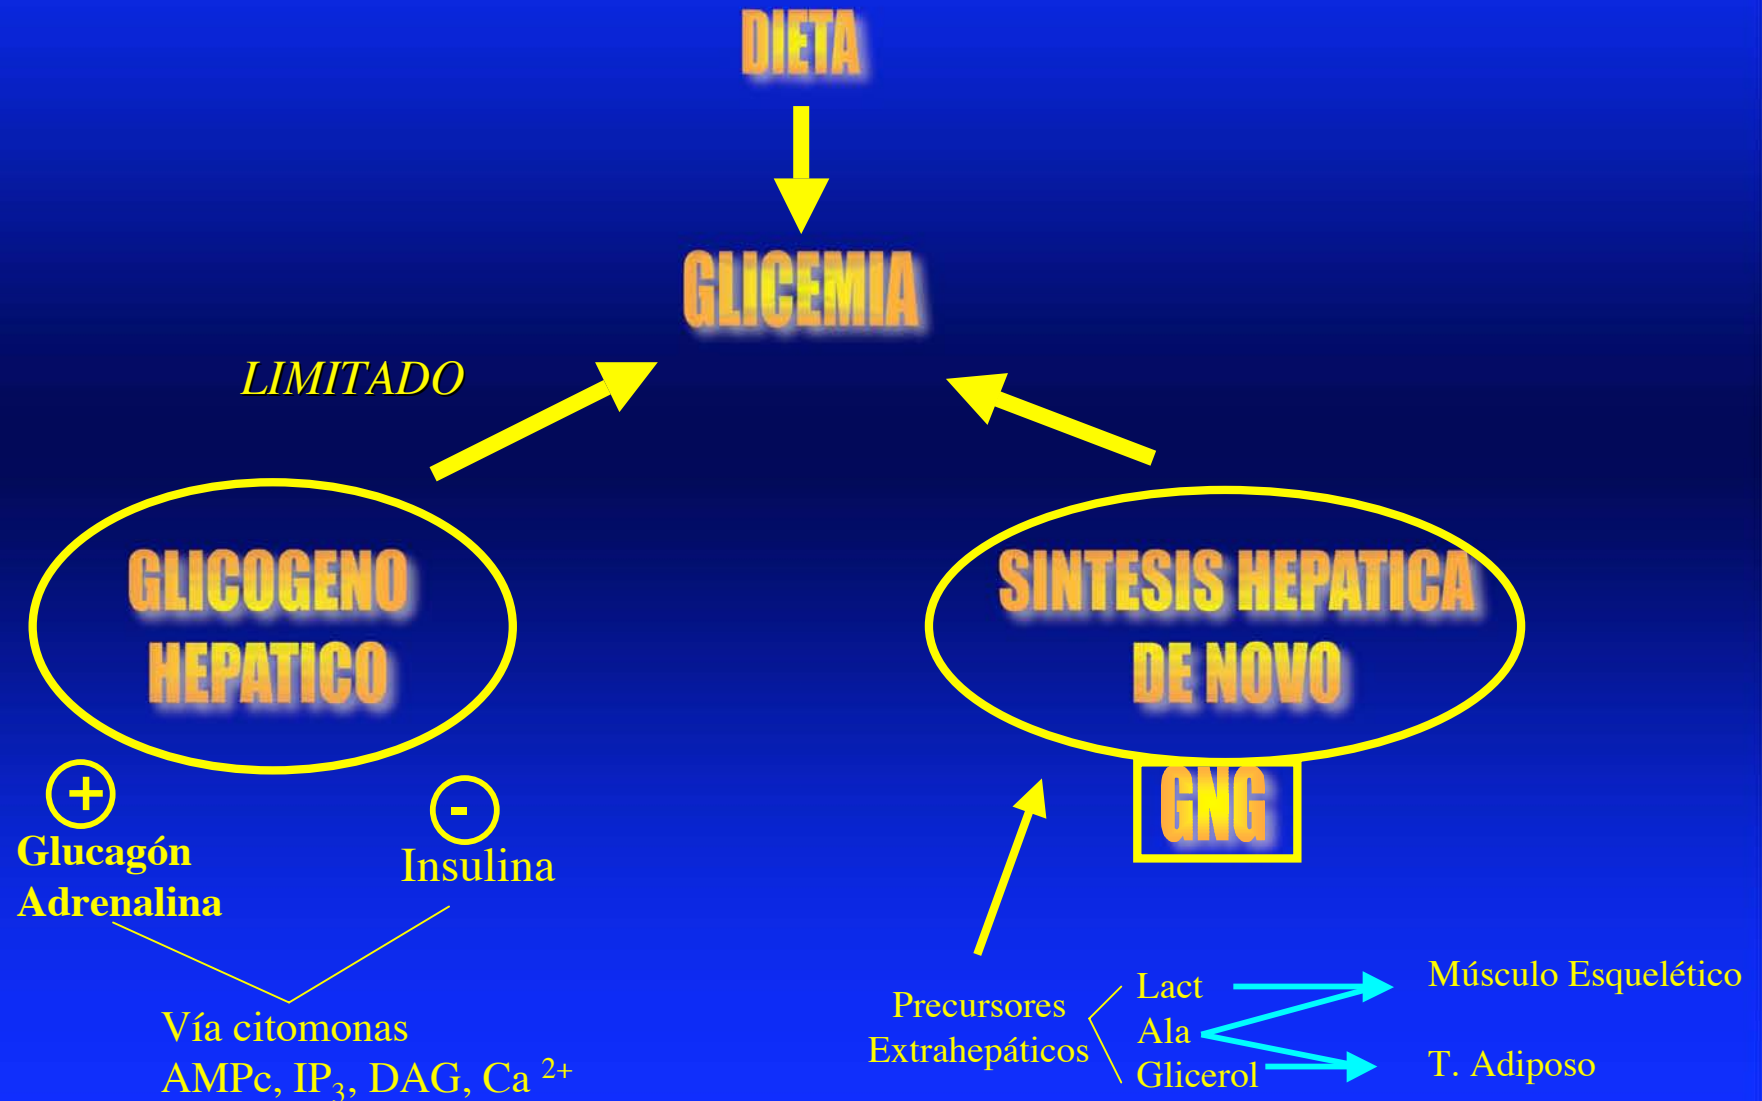 DIETA
GLICEMIA
LIMITADO
GLICOGENO
HEPATICO
SINTESIS HEPATICA
DE NOVO
GNG
+
Glucagón
Adrenalina
-
Insulina
Vía citomonas
AMPc, IP₃, DAG, Ca ²⁺
Precursores
Extrahepáticos
Lact
Ala
Glicerol
Músculo Esquelético
T. Adiposo